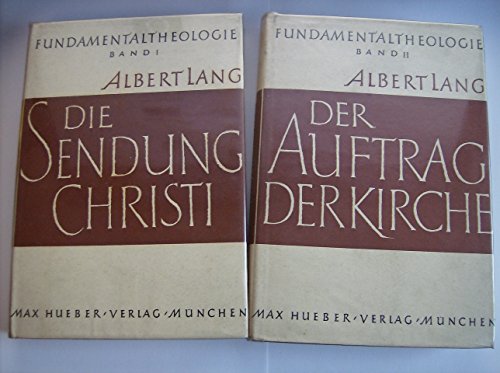 FUNDAMENTALTHEOLOGIE
BAND I
ALBERT LANG
DIE
SENDUNG
CHRISTI
MAX HUEBER-VERLAG-MÜNCHEN
FUNDAMENTALTHEOLOGIE
BAND II
ALBERT LANG
DER
AUFTRAG
DER KIRCHE
MAX HUEBER-VERLAG-MÜNCHEN